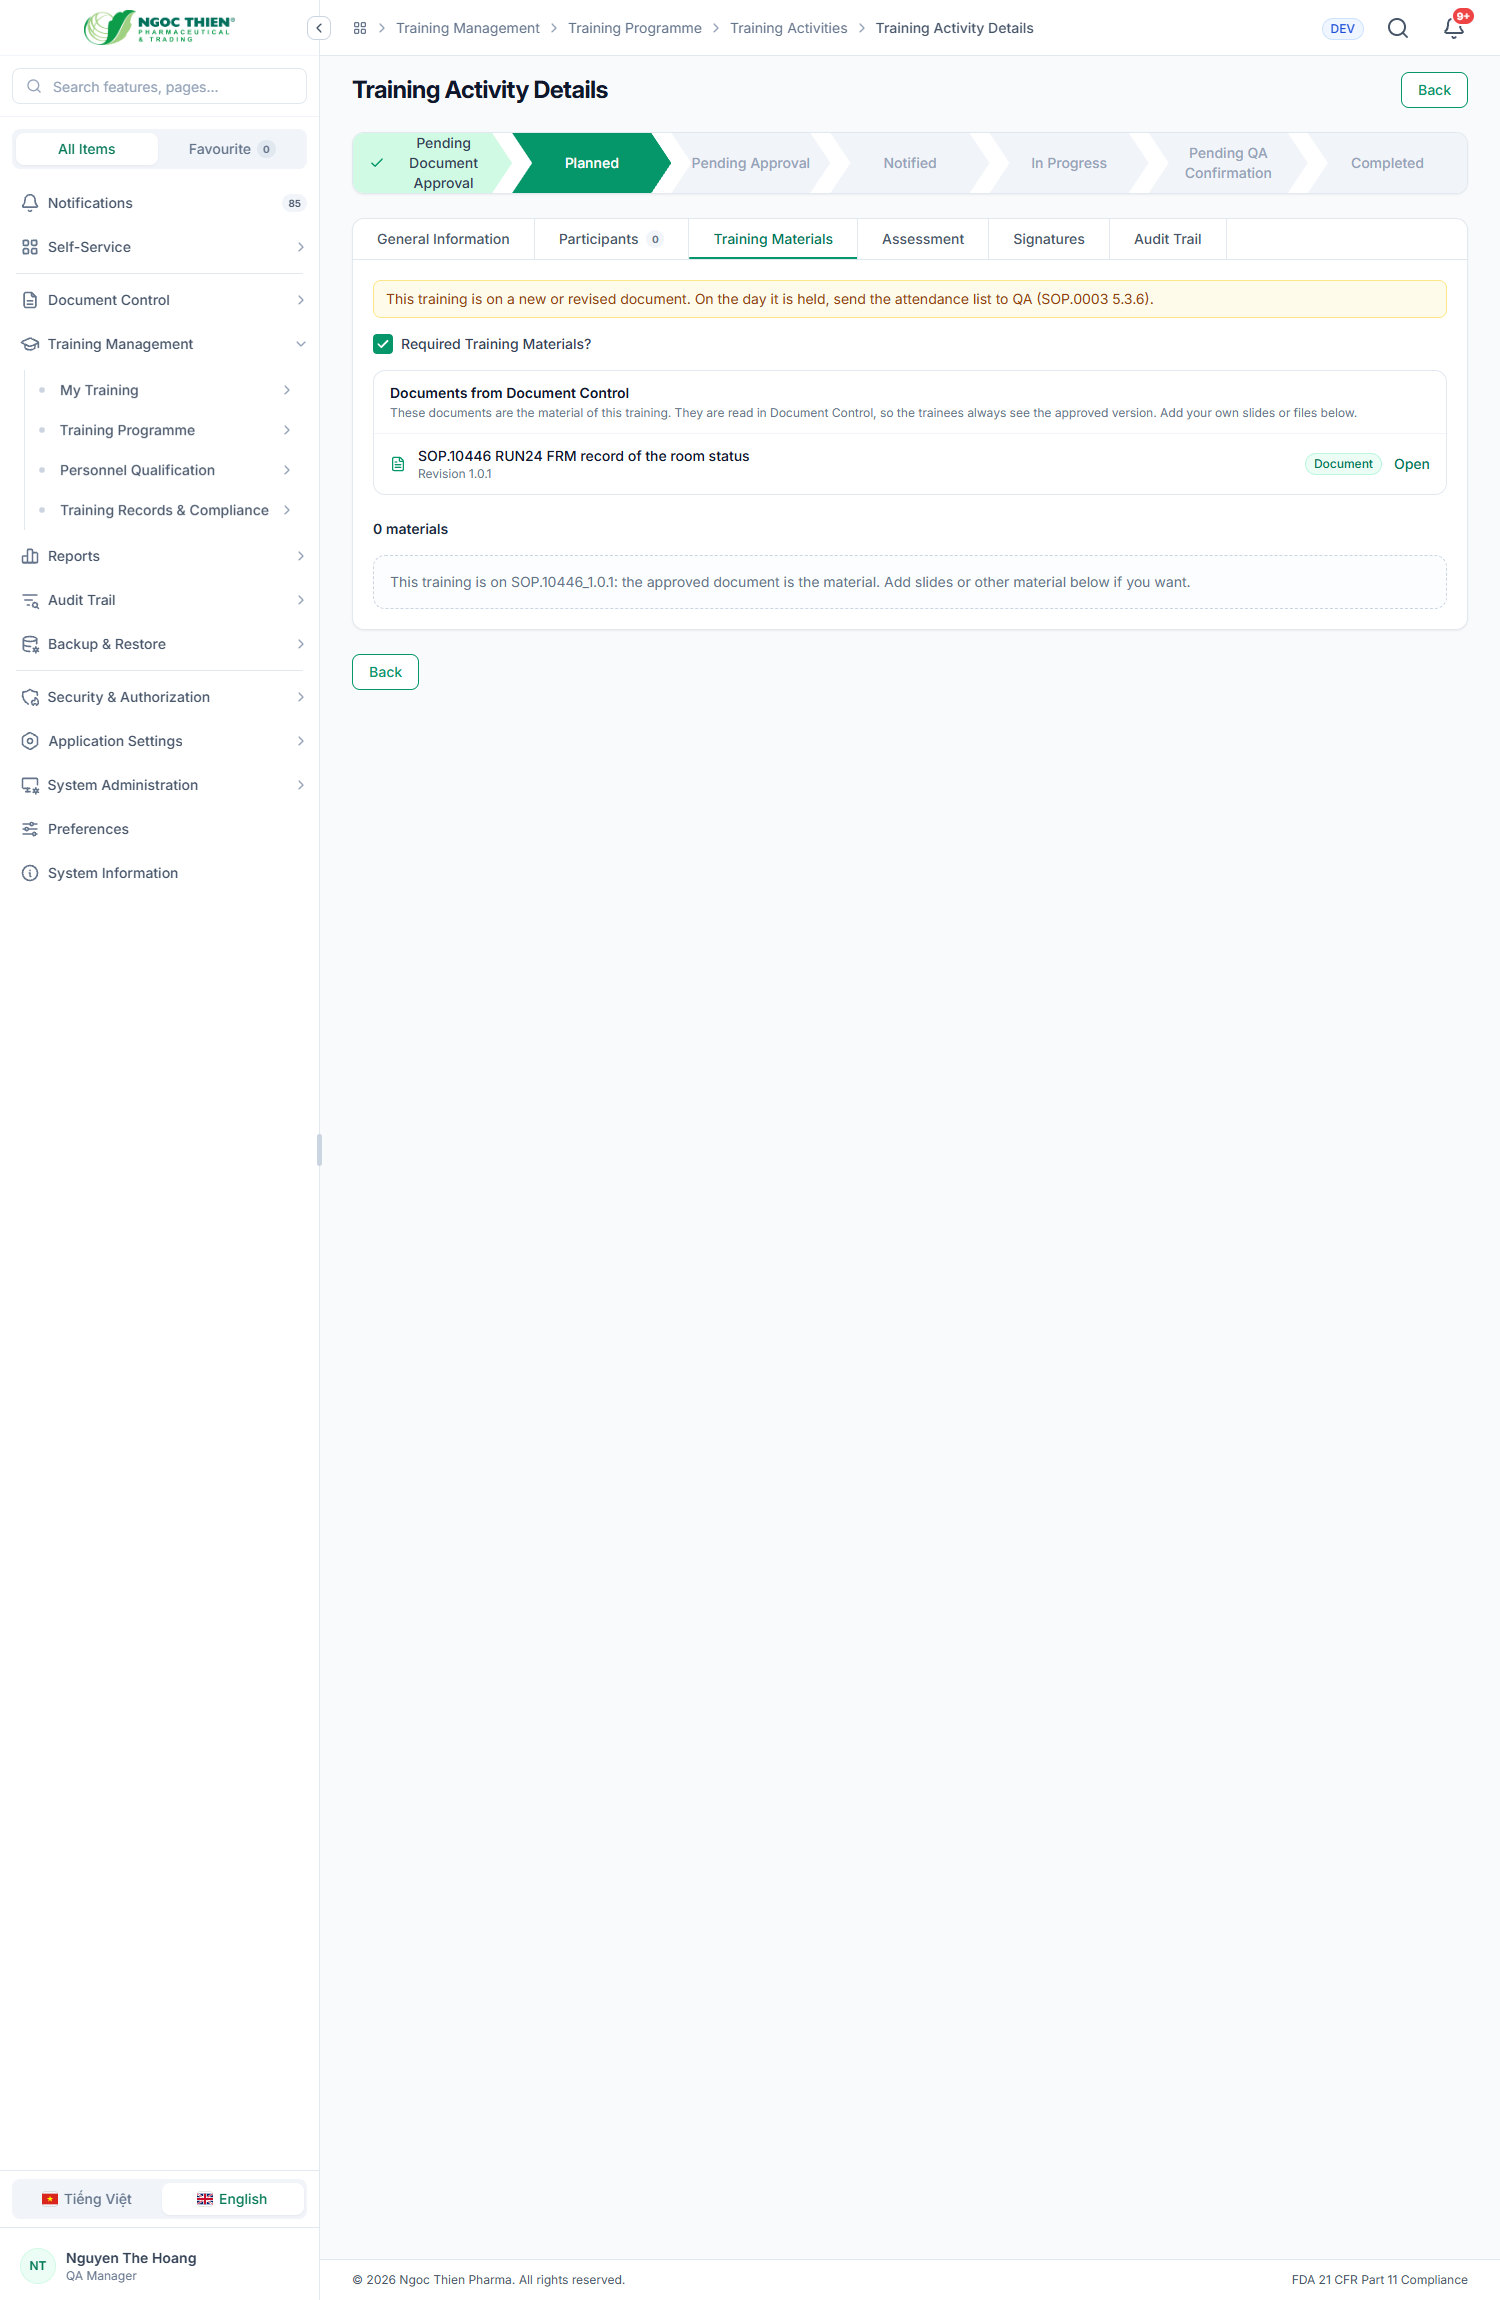 NGOC THIEN®
PHARMACEUTICAL
& TRADING
Search features, pages...
All Items
Favourite 0
Notifications 85
Self-Service
Document Control
Training Management
My Training
Training Programme
Personnel Qualification
Training Records & Compliance
Reports
Audit Trail
Backup & Restore
Security & Authorization
Application Settings
System Administration
Preferences
System Information
Tiếng Việt
English
NT
Nguyen The Hoang
QA Manager
Training Management > Training Programme > Training Activities > Training Activity Details
DEV
9+
Training Activity Details
Back
Pending
Document
Approval
Planned
Pending Approval
Notified
In Progress
Pending QA
Confirmation
Completed
General Information
Participants 0
Training Materials
Assessment
Signatures
Audit Trail
This training is on a new or revised document. On the day it is held, send the attendance list to QA (SOP.0003 5.3.6).
Required Training Materials?
Documents from Document Control
These documents are the material of this training. They are read in Document Control, so the trainees always see the approved version. Add your own slides or files below.
SOP.10446 RUN24 FRM record of the room status
Revision 1.0.1
Document
Open
0 materials
This training is on SOP.10446_1.0.1: the approved document is the material. Add slides or other material below if you want.
Back
© 2026 Ngoc Thien Pharma. All rights reserved.
FDA 21 CFR Part 11 Compliance